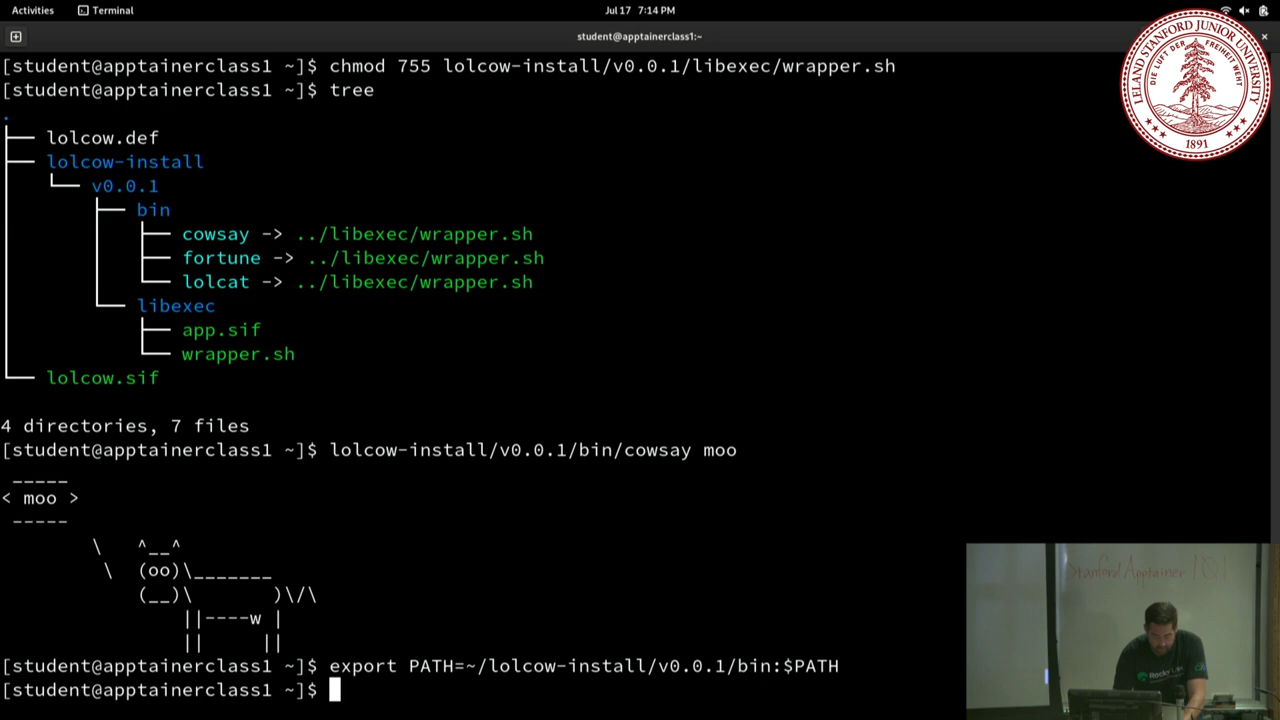 Activities
Terminal
Jul 17 7:14 PM
student@apptainerclass1:~
[student@apptainerclass1 ~]$ chmod 755 lolcow-install/v0.0.1/libexec/wrapper.sh
[student@apptainerclass1 ~]$ tree
.
├── lolcow.def
├── lolcow-install
│   └── v0.0.1
│       ├── bin
│       │   ├── cowsay -> ../libexec/wrapper.sh
│       │   ├── fortune -> ../libexec/wrapper.sh
│       │   └── lolcat -> ../libexec/wrapper.sh
│       └── libexec
│           ├── app.sif
│           └── wrapper.sh
└── lolcow.sif
4 directories, 7 files
[student@apptainerclass1 ~]$ lolcow-install/v0.0.1/bin/cowsay moo
 _____
< moo >
 -----
        \   ^__^
         \  (oo)\_______
            (__)\       )\/\
                ||----w |
                ||     ||
[student@apptainerclass1 ~]$ export PATH=~/lolcow-install/v0.0.1/bin:$PATH
[student@apptainerclass1 ~]$
LELAND STANFORD JUNIOR UNIVERSITY
DIE LUFT DER FREIHEIT WEHT
1891
Stanford Apptainer 101